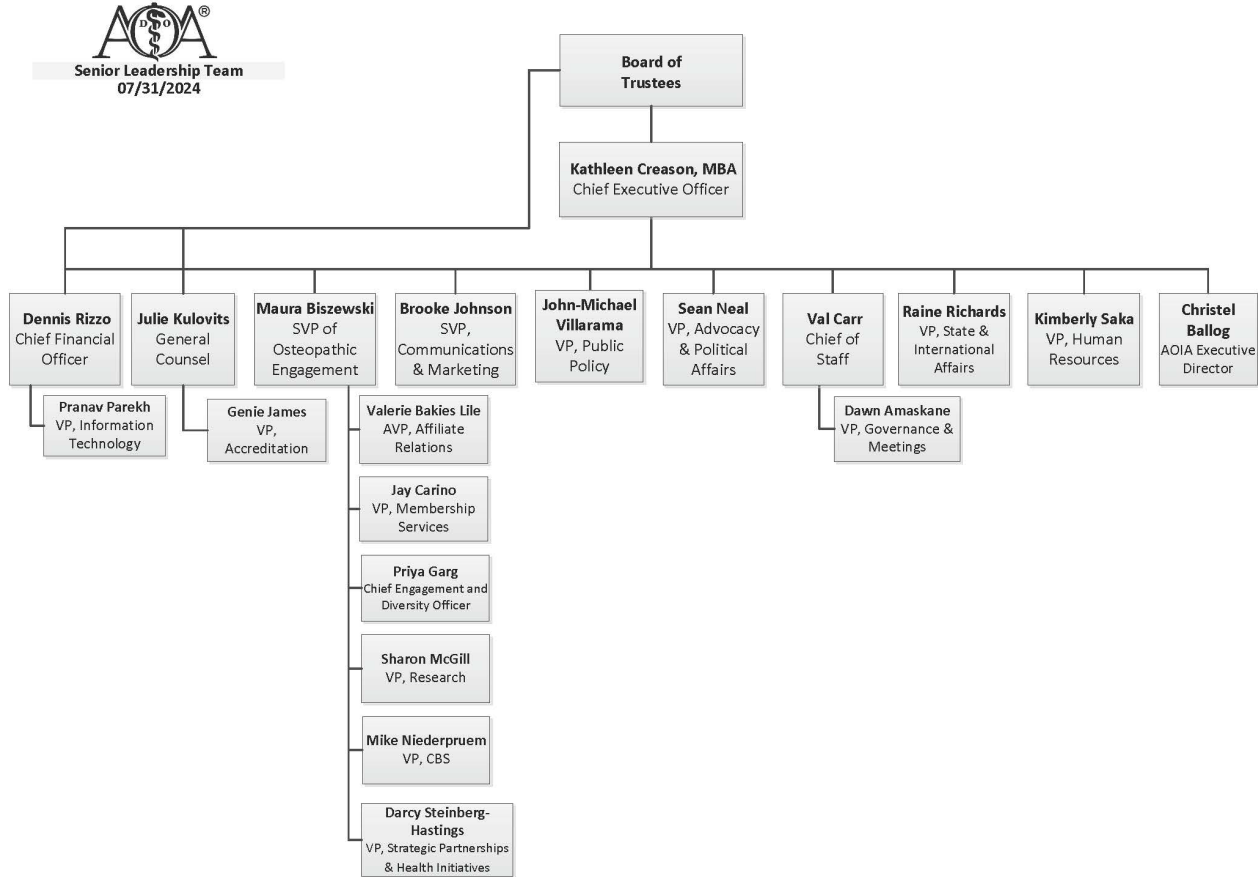 AOA®
D O
Senior Leadership Team
07/31/2024
Board of
Trustees
Kathleen Creason, MBA
Chief Executive Officer
Dennis Rizzo
Chief Financial
Officer
Julie Kulovits
General
Counsel
Maura Biszewski
SVP of
Osteopathic
Engagement
Brooke Johnson
SVP,
Communications
& Marketing
John-Michael
Villarama
VP, Public
Policy
Sean Neal
VP, Advocacy
& Political
Affairs
Val Carr
Chief of
Staff
Raine Richards
VP, State &
International
Affairs
Kimberly Saka
VP, Human
Resources
Christel
Ballog
AOIA Executive
Director
Pranav Parekh
VP, Information
Technology
Genie James
VP,
Accreditation
Valerie Bakies Lile
AVP, Affiliate
Relations
Dawn Amaskane
VP, Governance &
Meetings
Jay Carino
VP, Membership
Services
Priya Garg
Chief Engagement and
Diversity Officer
Sharon McGill
VP, Research
Mike Niederpruem
VP, CBS
Darcy Steinberg-
Hastings
VP, Strategic Partnerships
& Health Initiatives